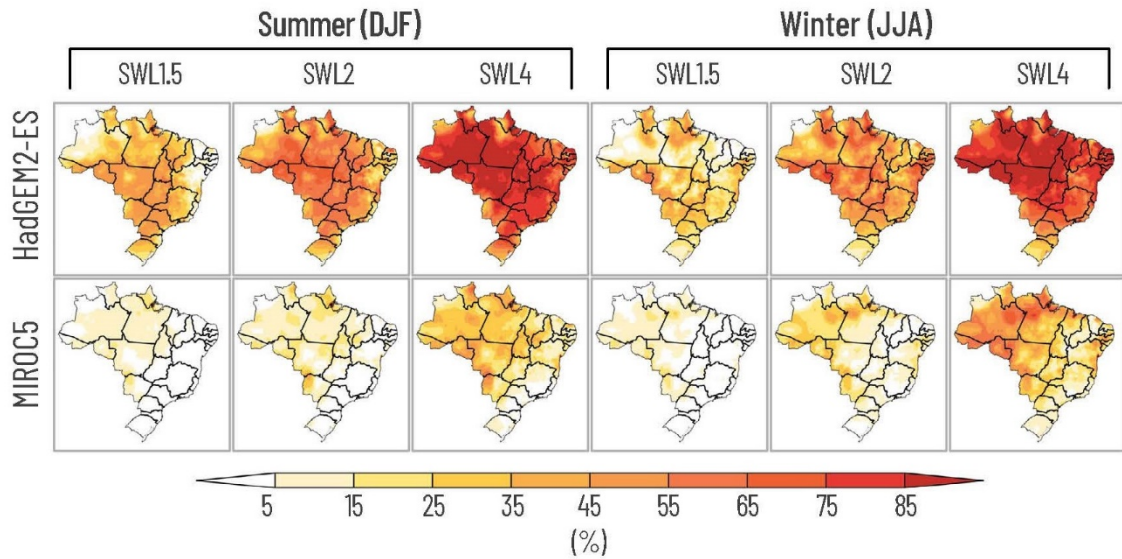 Summer (DJF)
Winter (JJA)
SWL1.5
SWL2
SWL4
SWL1.5
SWL2
SWL4
HadGEM2-ES
MIROC5
5 15 25 35 45 55 65 75 85
(%)